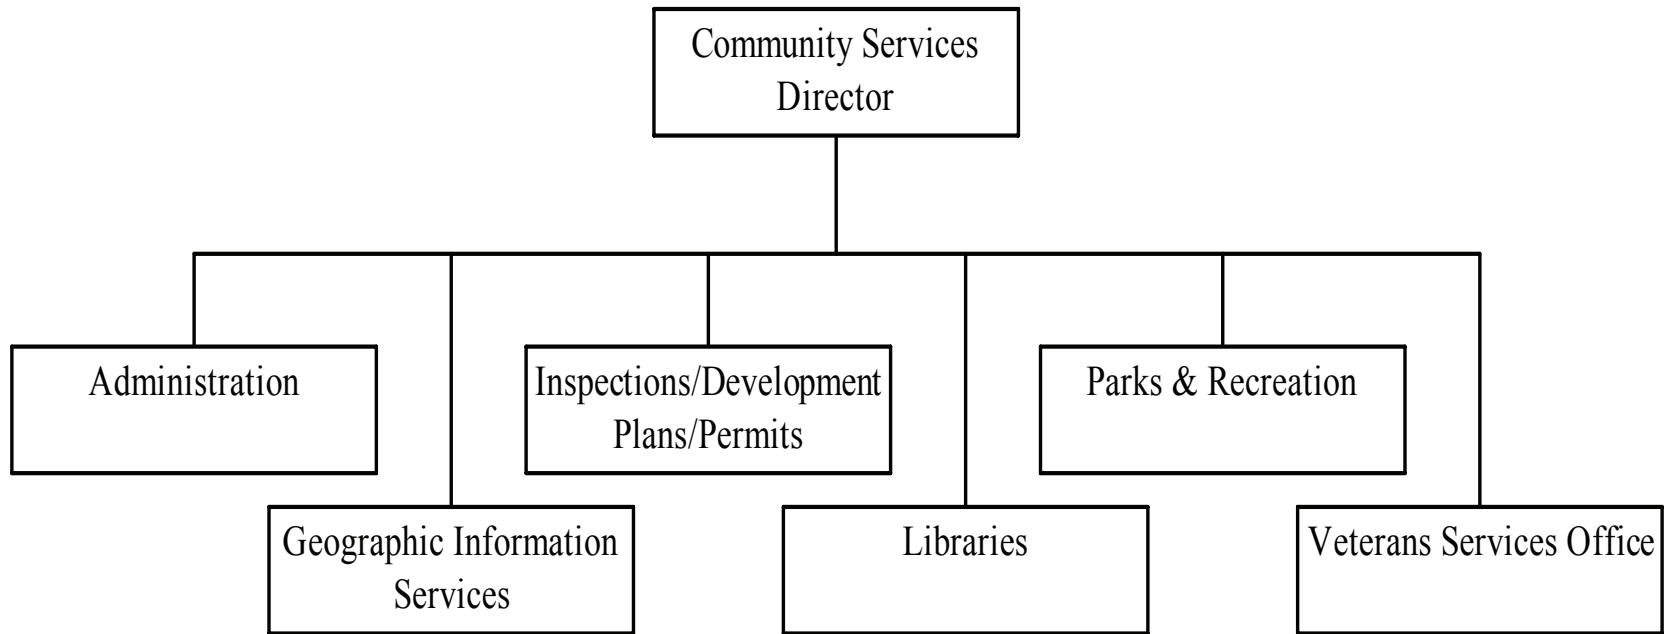 Community Services
Director
Administration
Inspections/Development
Plans/Permits
Parks & Recreation
Geographic Information
Services
Libraries
Veterans Services Office